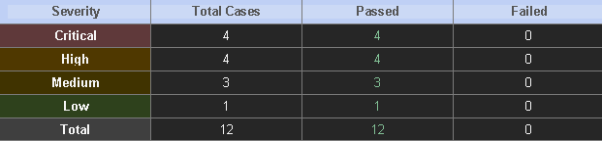 Severity Total Cases Passed Failed
Critical 4 4 0
High 4 4 0
Medium 3 3 0
Low 1 1 0
Total 12 12 0